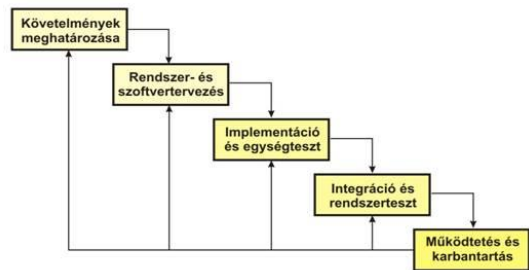 Követelmények
meghatározása
Rendszer- és
szoftvertervezés
Implementáció
és egységteszt
Integráció és
rendszerteszt
Működtetés és
karbantartás